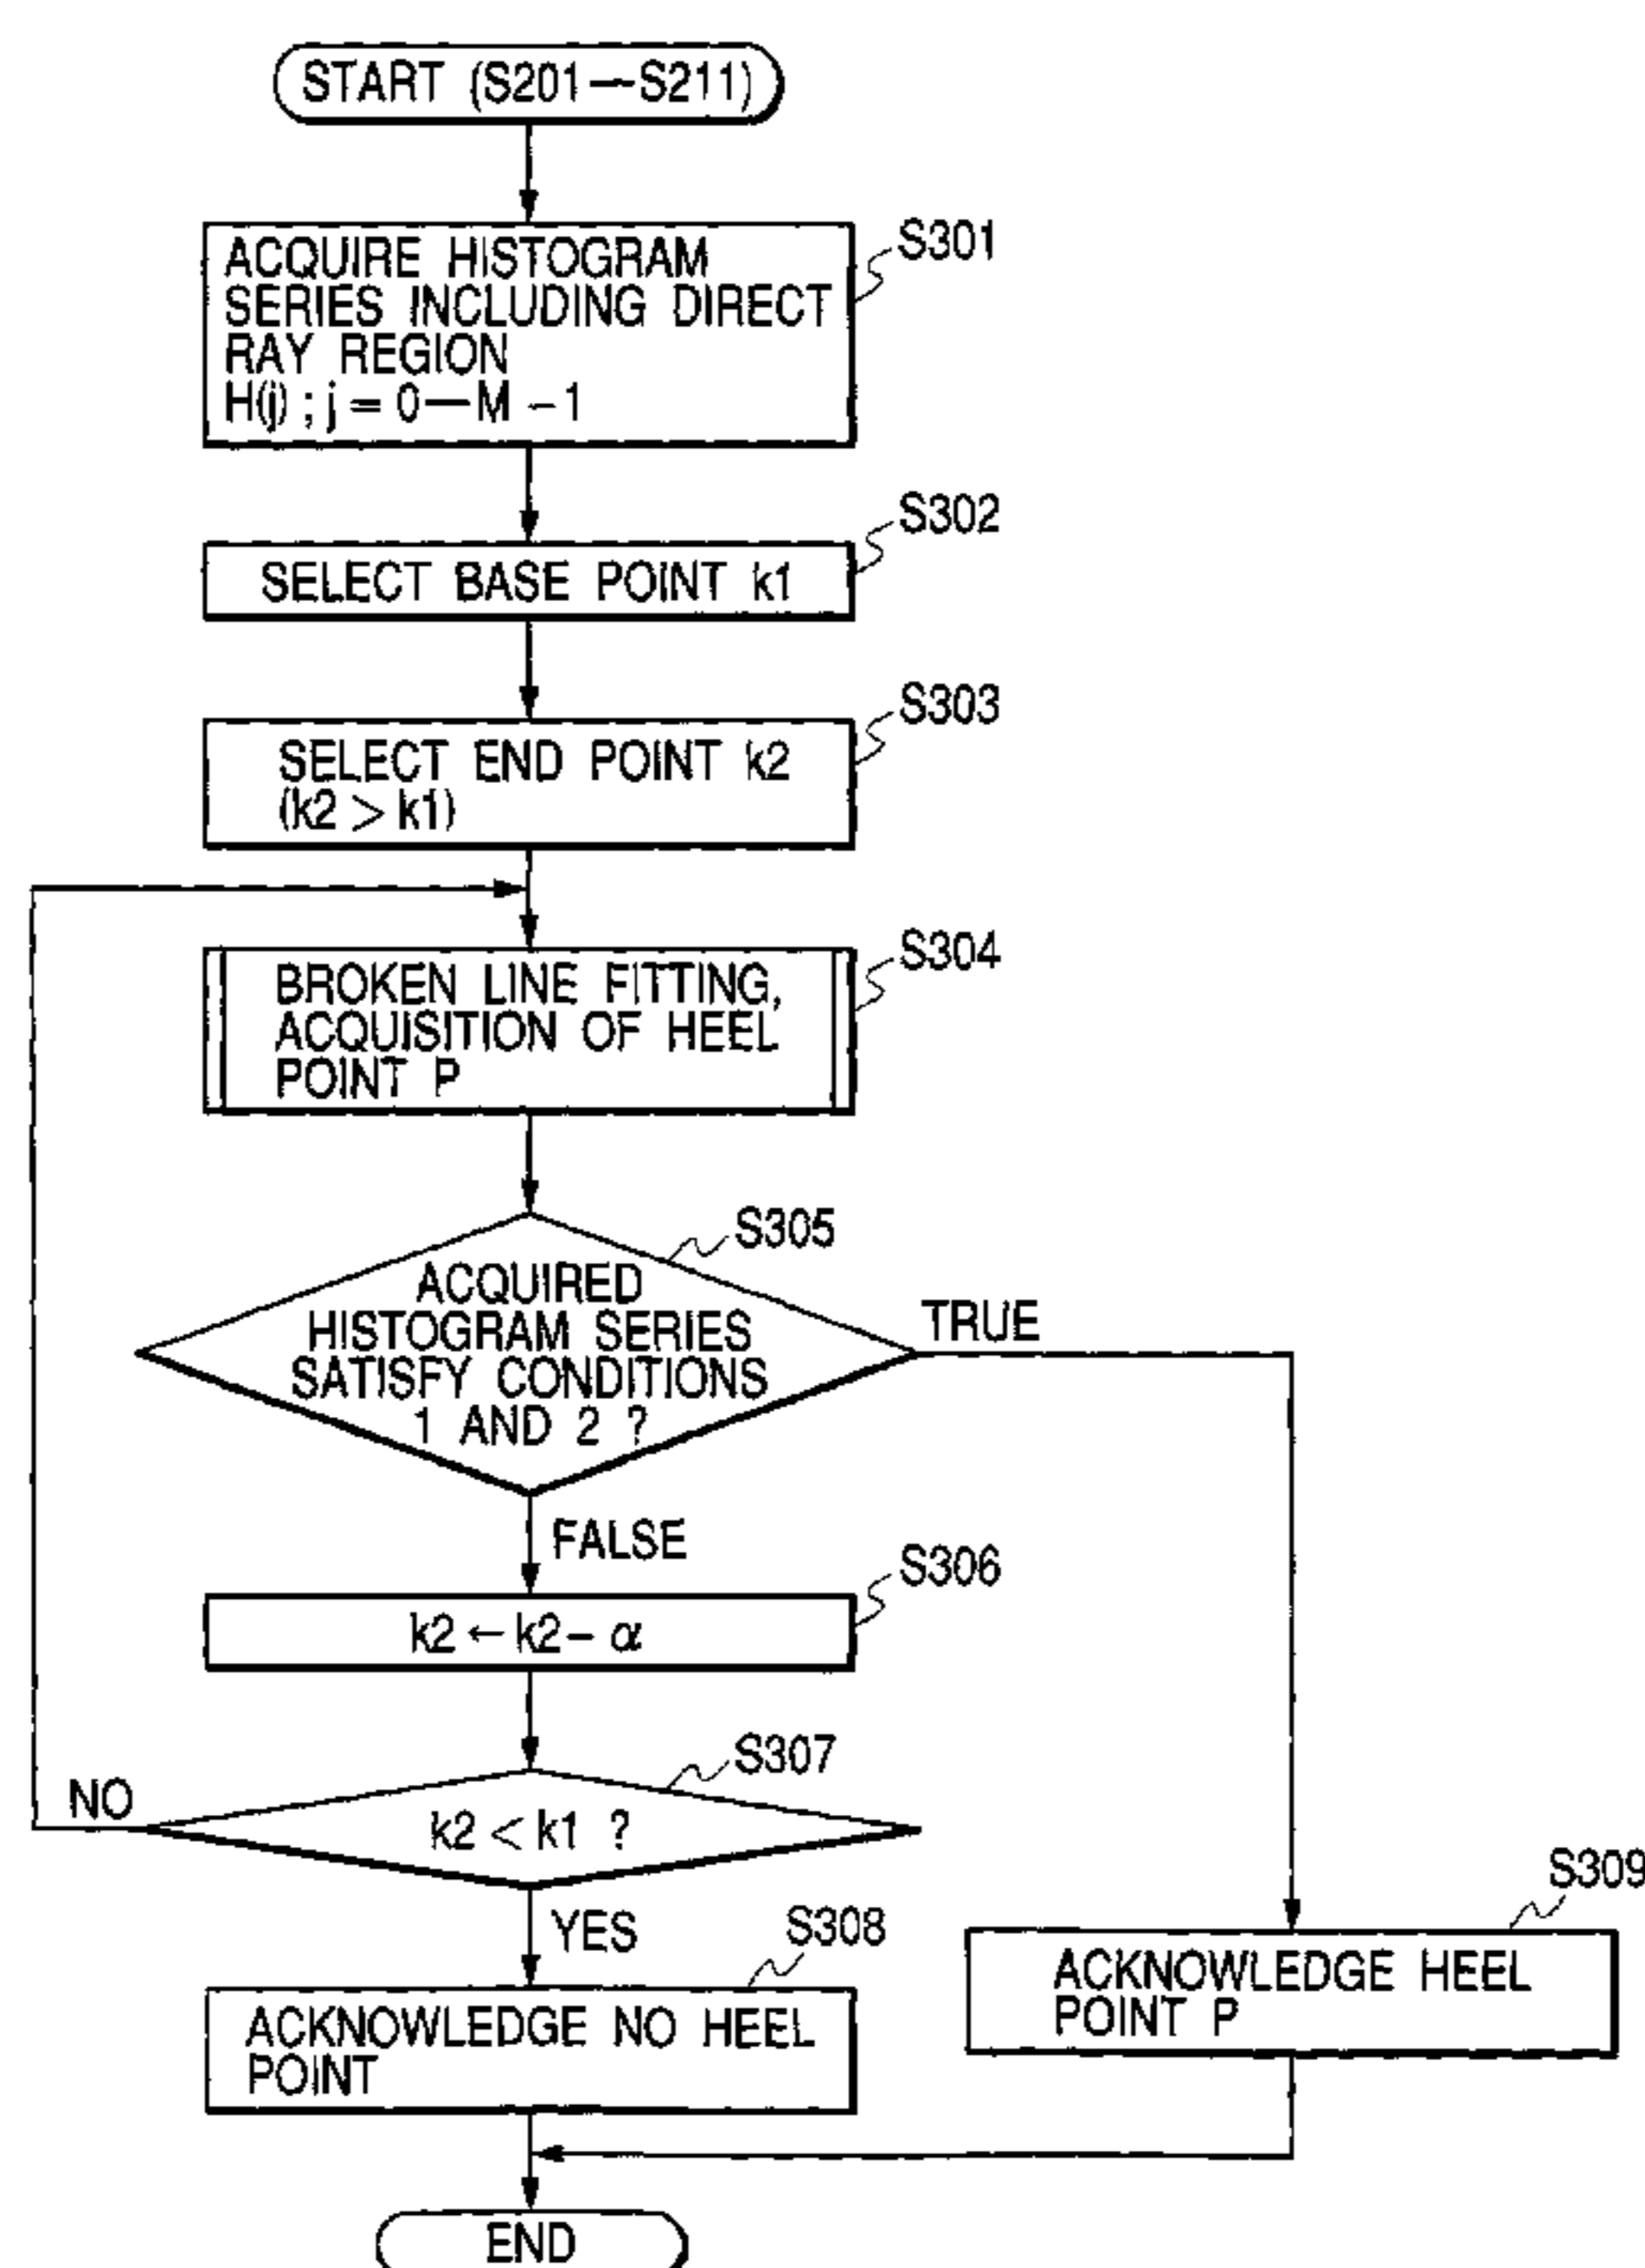 START (S201—S211)
S301
ACQUIRE HISTOGRAM
SERIES INCLUDING DIRECT
RAY REGION
H(j) ; j = 0—M – 1
S302
SELECT BASE POINT k1
S303
SELECT END POINT k2
(k2 > k1)
S304
BROKEN LINE FITTING,
ACQUISITION OF HEEL
POINT P
S305
ACQUIRED
HISTOGRAM SERIES
SATISFY CONDITIONS
1 AND 2 ?
TRUE
FALSE
S306
k2 ← k2 – α
S307
k2 < k1 ?
NO
YES
S308
ACKNOWLEDGE NO HEEL
POINT
S309
ACKNOWLEDGE HEEL
POINT P
END